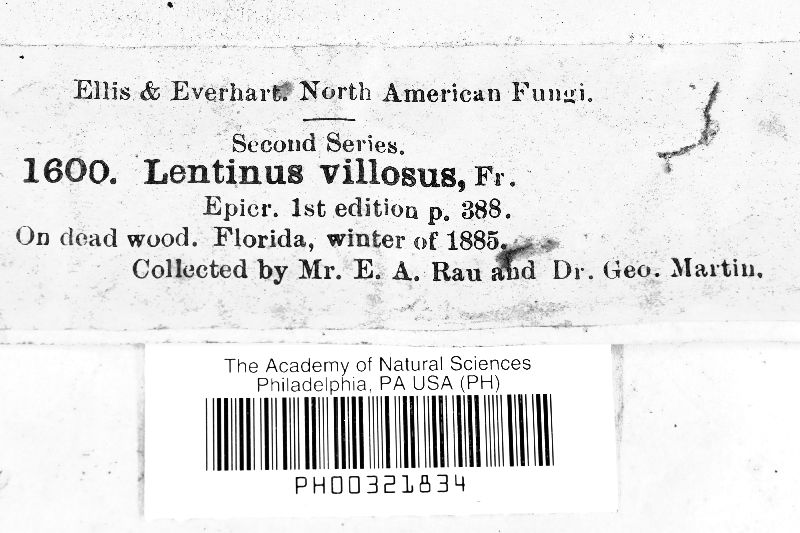 Ellis & Everhart. North American Fungi.
Second Series.
1600. Lentinus villosus, Fr.
Epicr. 1st edition p. 388.
On dead wood. Florida, winter of 1885.
Collected by Mr. E. A. Rau and Dr. Geo. Martin.
The Academy of Natural Sciences
Philadelphia, PA USA (PH)
PH00321834